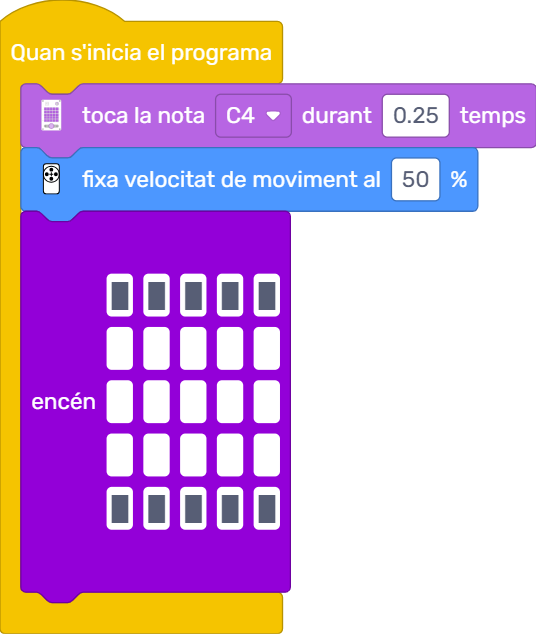 Quan s'inicia el programa
toca la nota C4 durant 0.25 temps
fixa velocitat de moviment al 50 %
encén